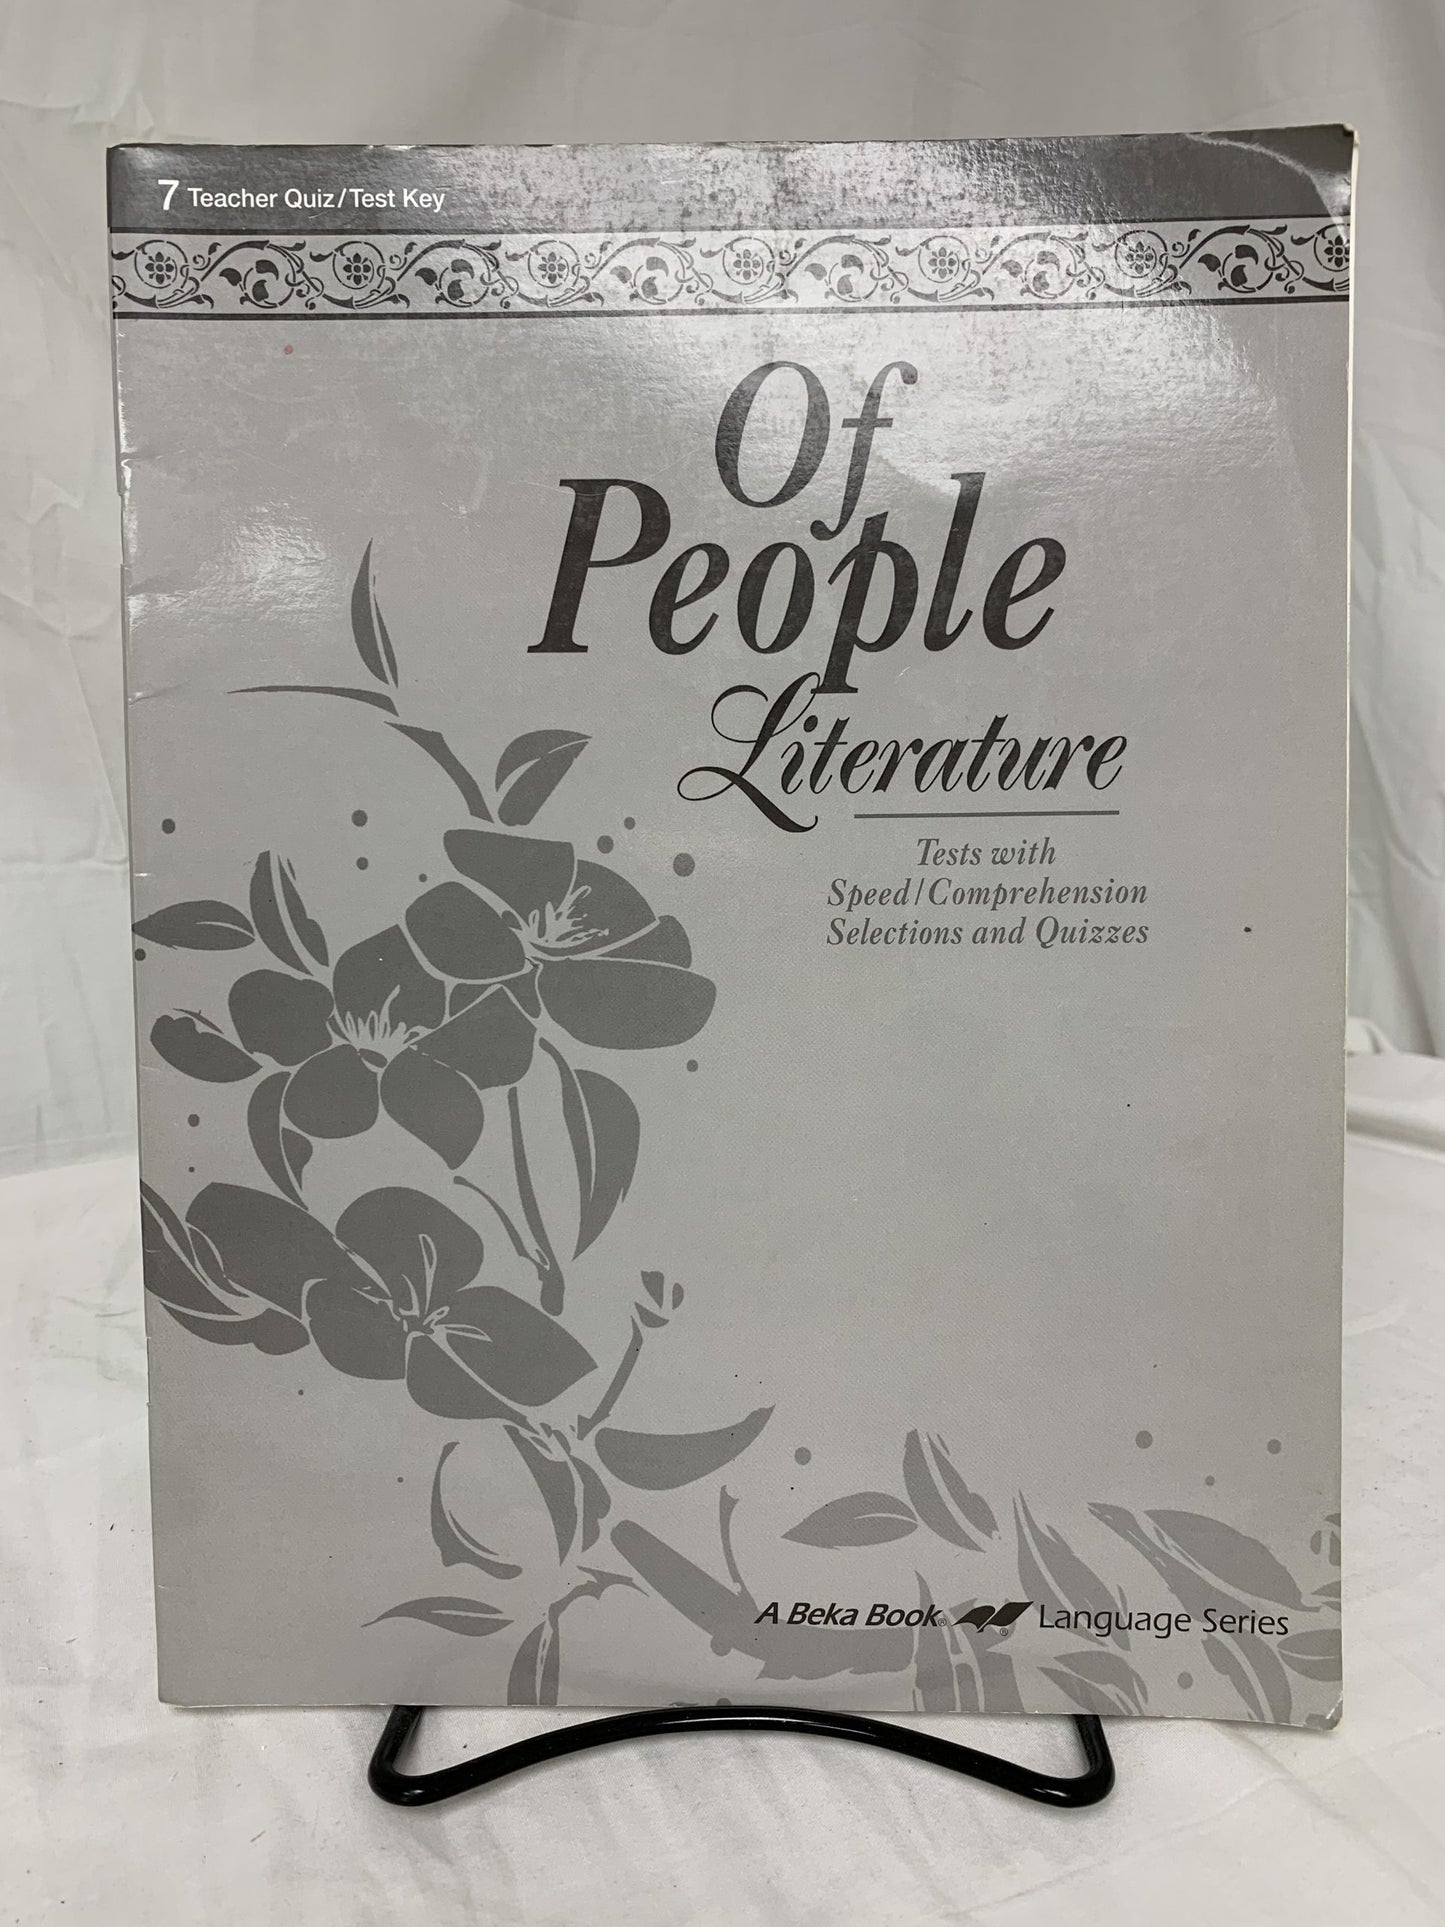 7 Teacher Quiz/Test Key
Of
People
Literature
Tests with
Speed/Comprehension
Selections and Quizzes
A Beka Book® ® Language Series